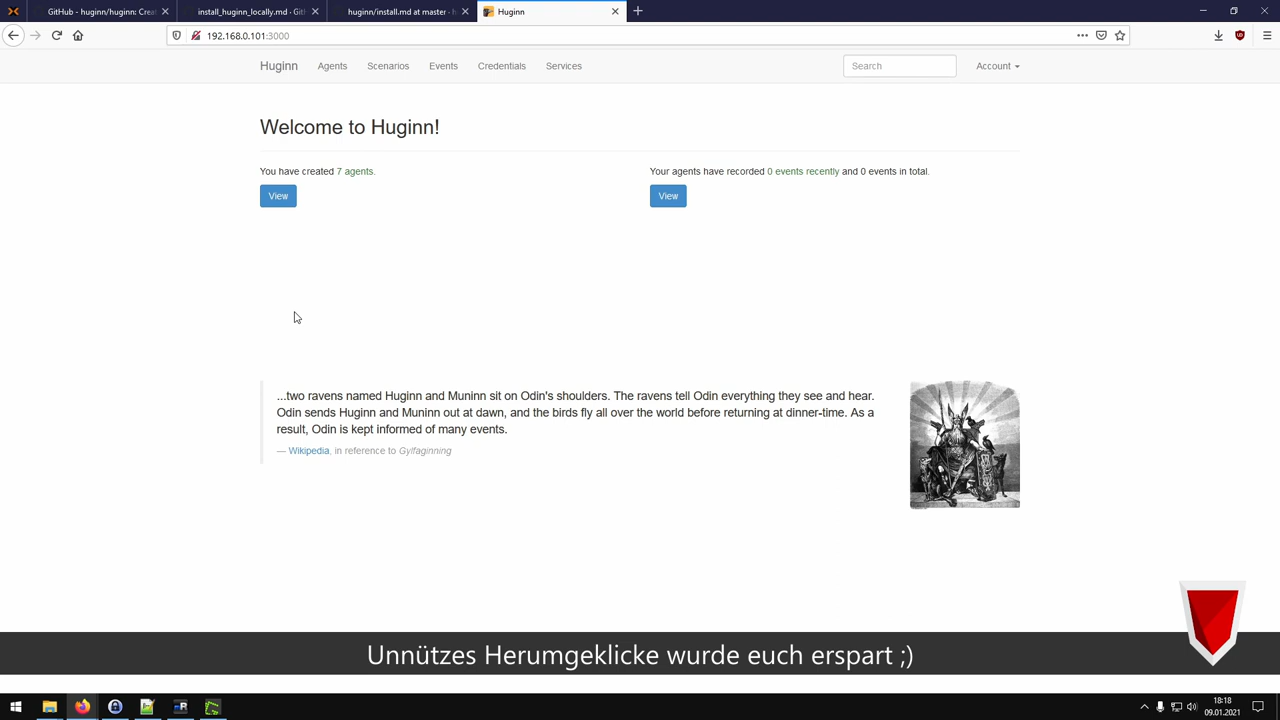 GitHub - huginn/huginn: Crea
install_huginn_locally.md · Gitl
huginn/install.md at master · h
Huginn
192.168.0.101:3000
Huginn
Agents
Scenarios
Events
Credentials
Services
Search
Account
Welcome to Huginn!
You have created 7 agents.
View
Your agents have recorded 0 events recently and 0 events in total.
View
...two ravens named Huginn and Muninn sit on Odin's shoulders. The ravens tell Odin everything they see and hear.
Odin sends Huginn and Muninn out at dawn, and the birds fly all over the world before returning at dinner-time. As a
result, Odin is kept informed of many events.
— Wikipedia, in reference to Gylfaginning
Unnützes Herumgeklicke wurde euch erspart ;)
18:18
09.01.2021